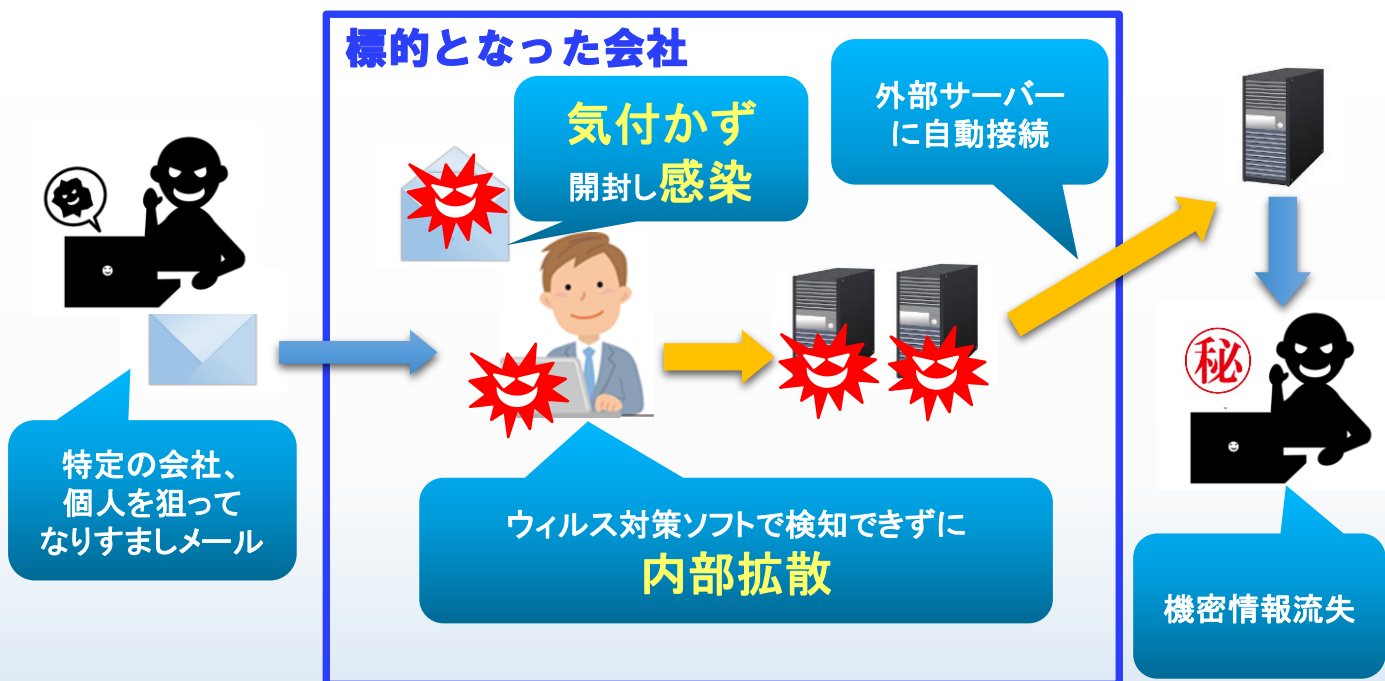 標的となった会社
気付かず
開封し感染
外部サーバー
に自動接続
特定の会社、
個人を狙って
なりすましメール
ウィルス対策ソフトで検知できずに
内部拡散
秘
機密情報流失